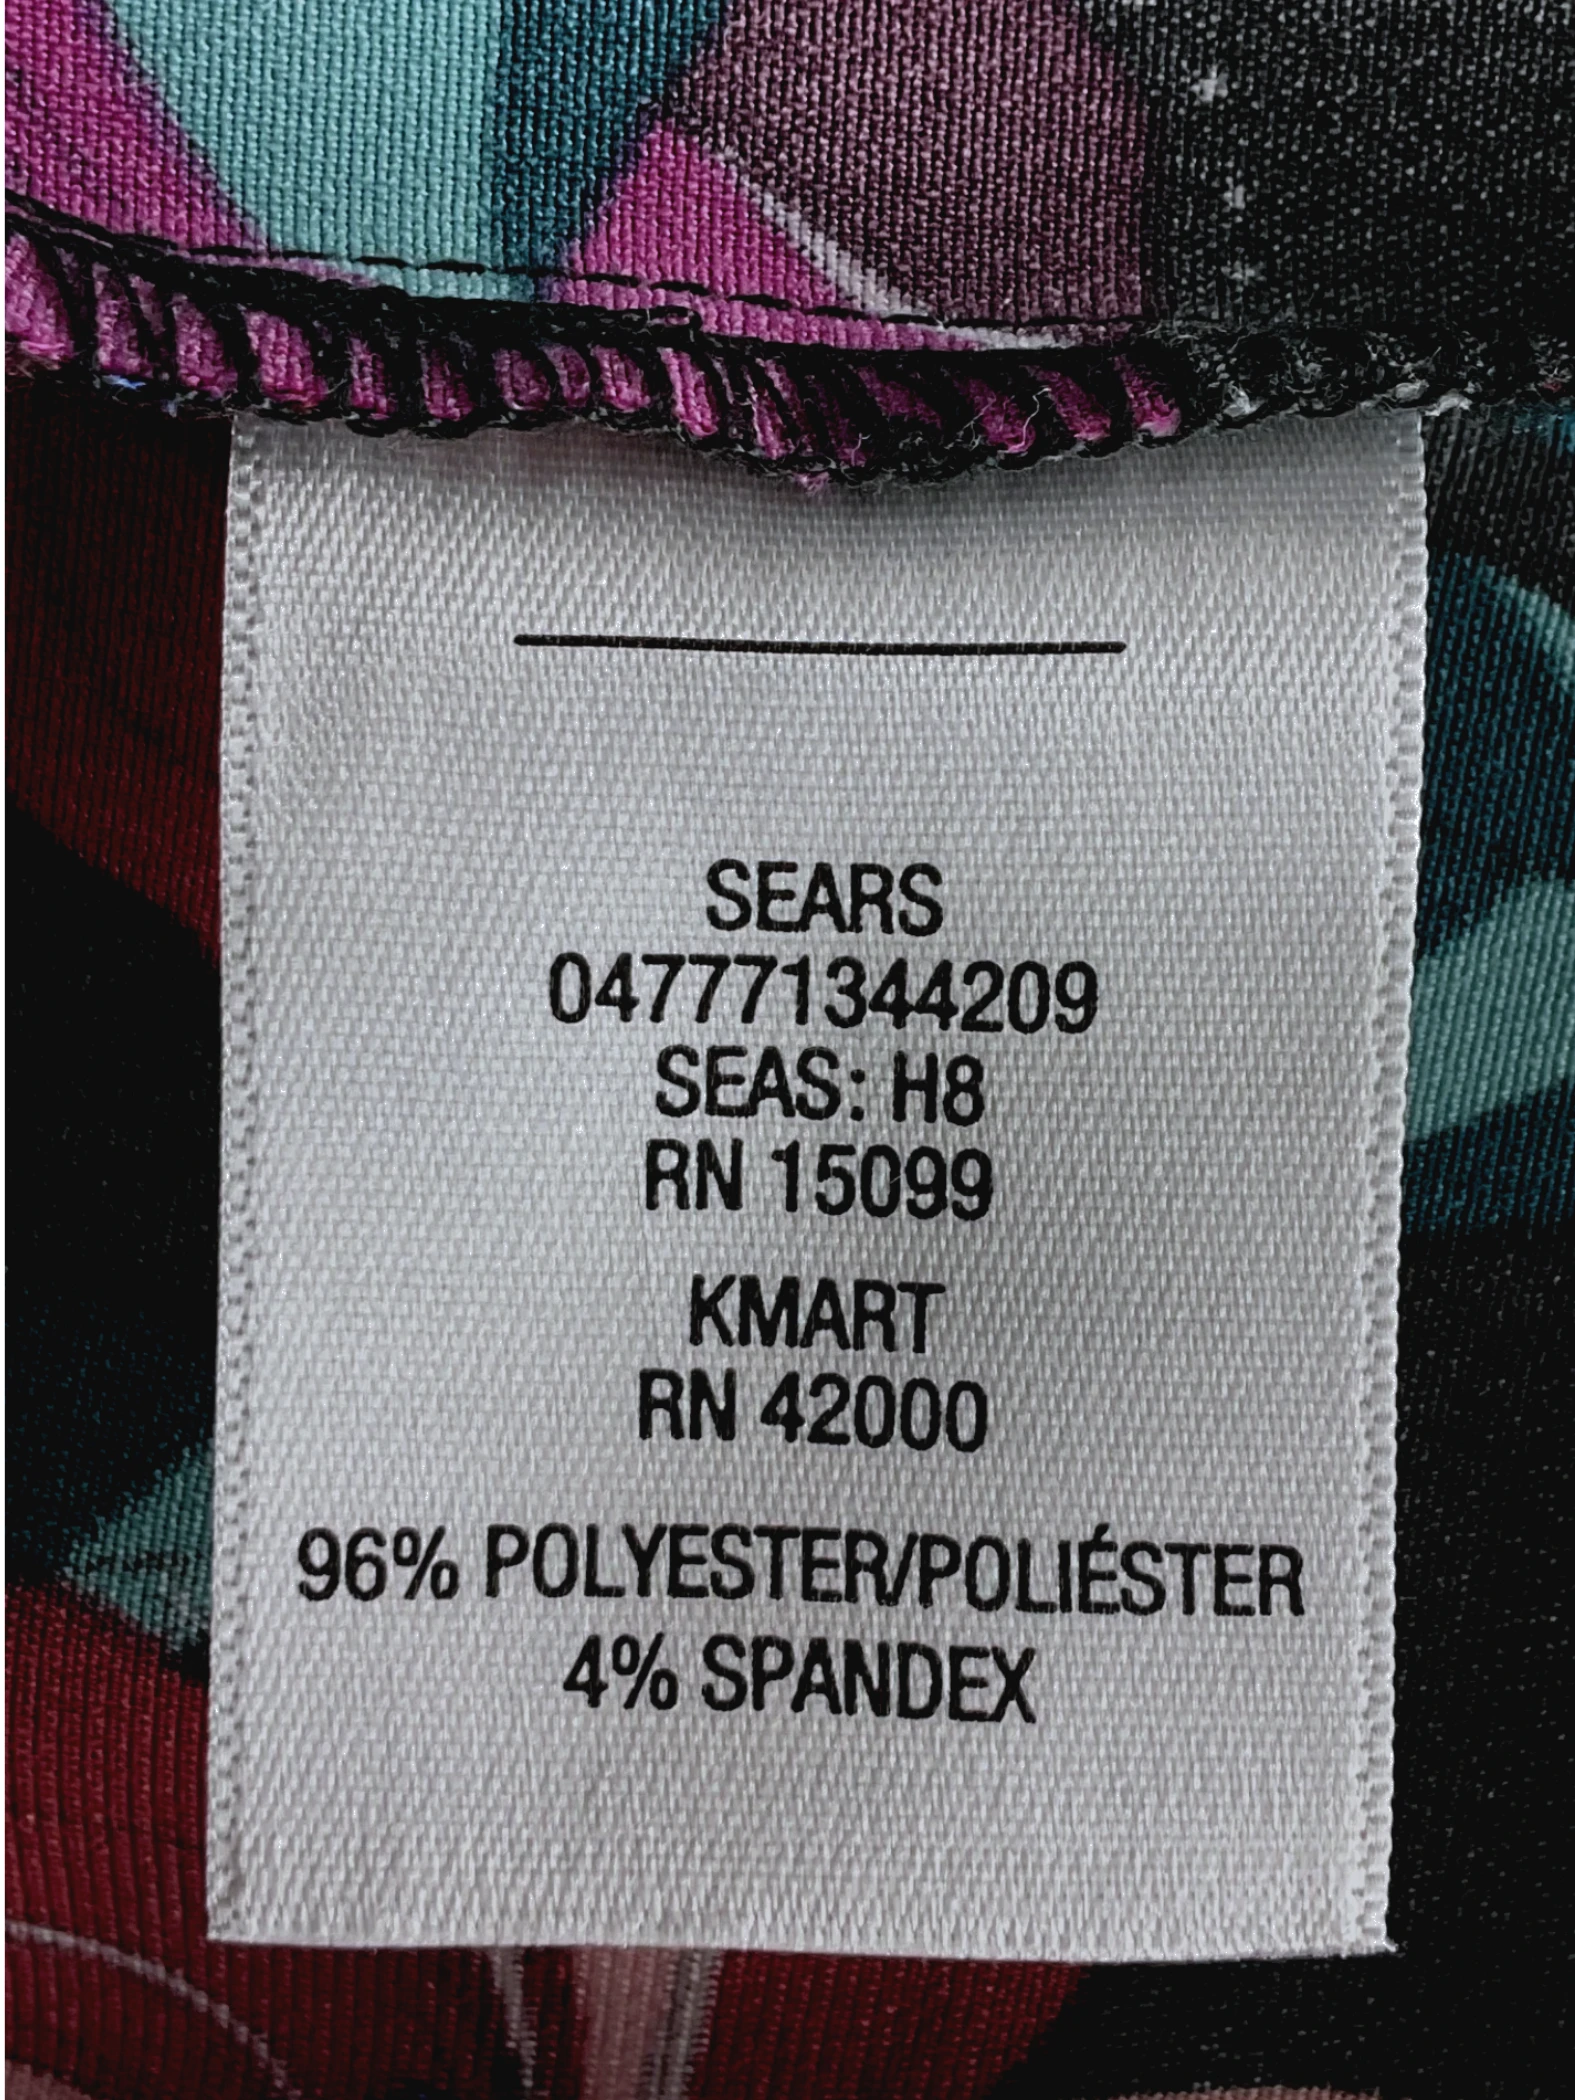 SEARS
047771344209
SEAS: H8
RN 15099
KMART
RN 42000
96% POLYESTER/POLIÉSTER
4% SPANDEX